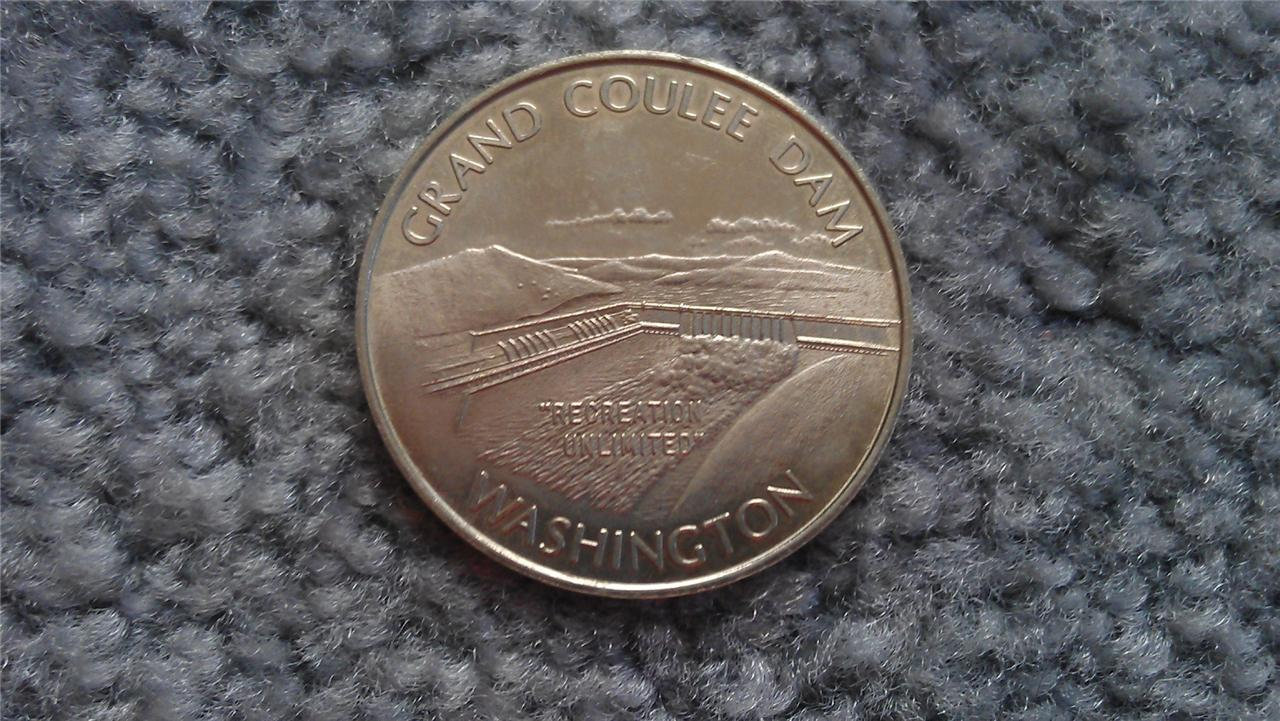 GRAND COULEE DAM
"RECREATION
UNLIMITED"
WASHINGTON